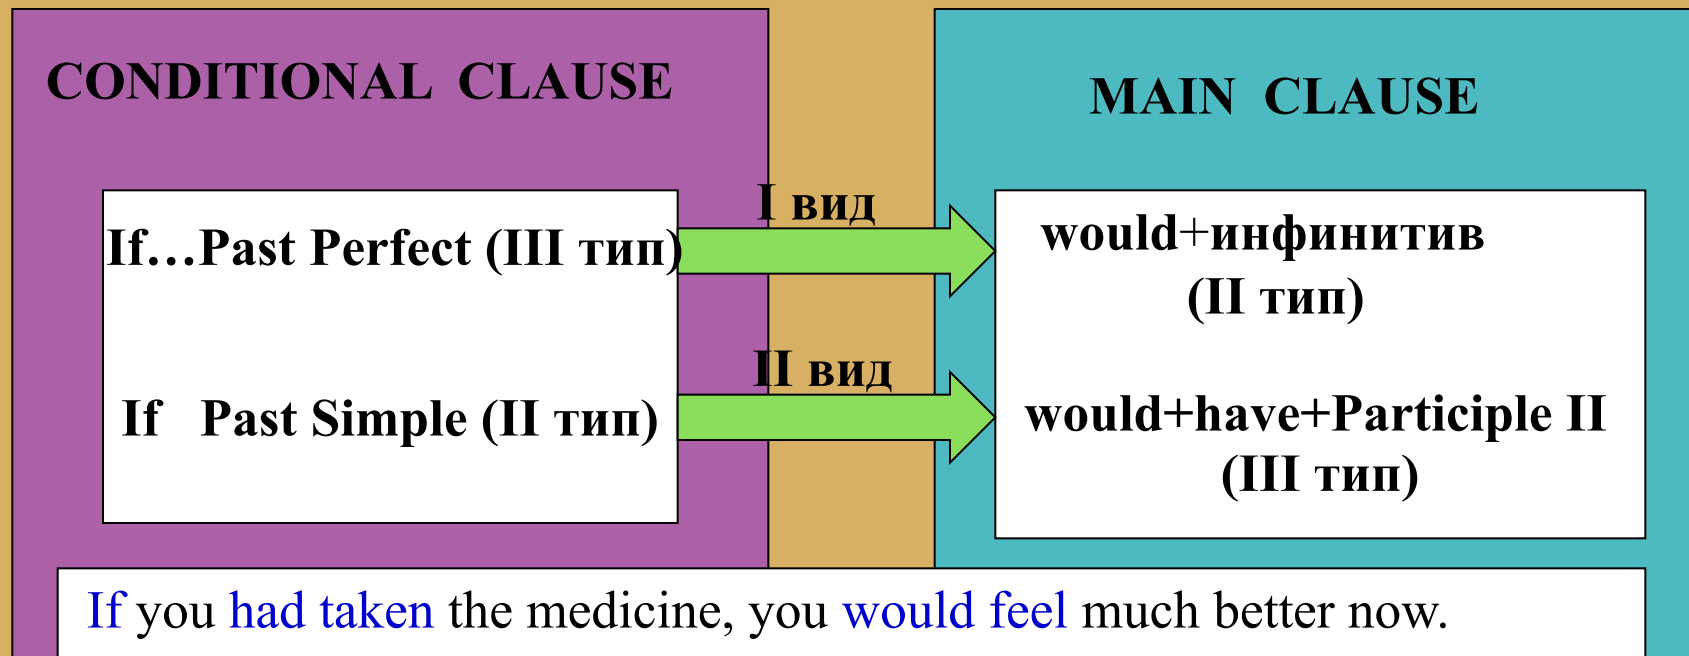 CONDITIONAL CLAUSE
MAIN CLAUSE
I вид
If...Past Perfect (III тип)
would+инфинитив
(II тип)
II вид
If Past Simple (II тип)
would+have+Participle II
(III тип)
If you had taken the medicine, you would feel much better now.